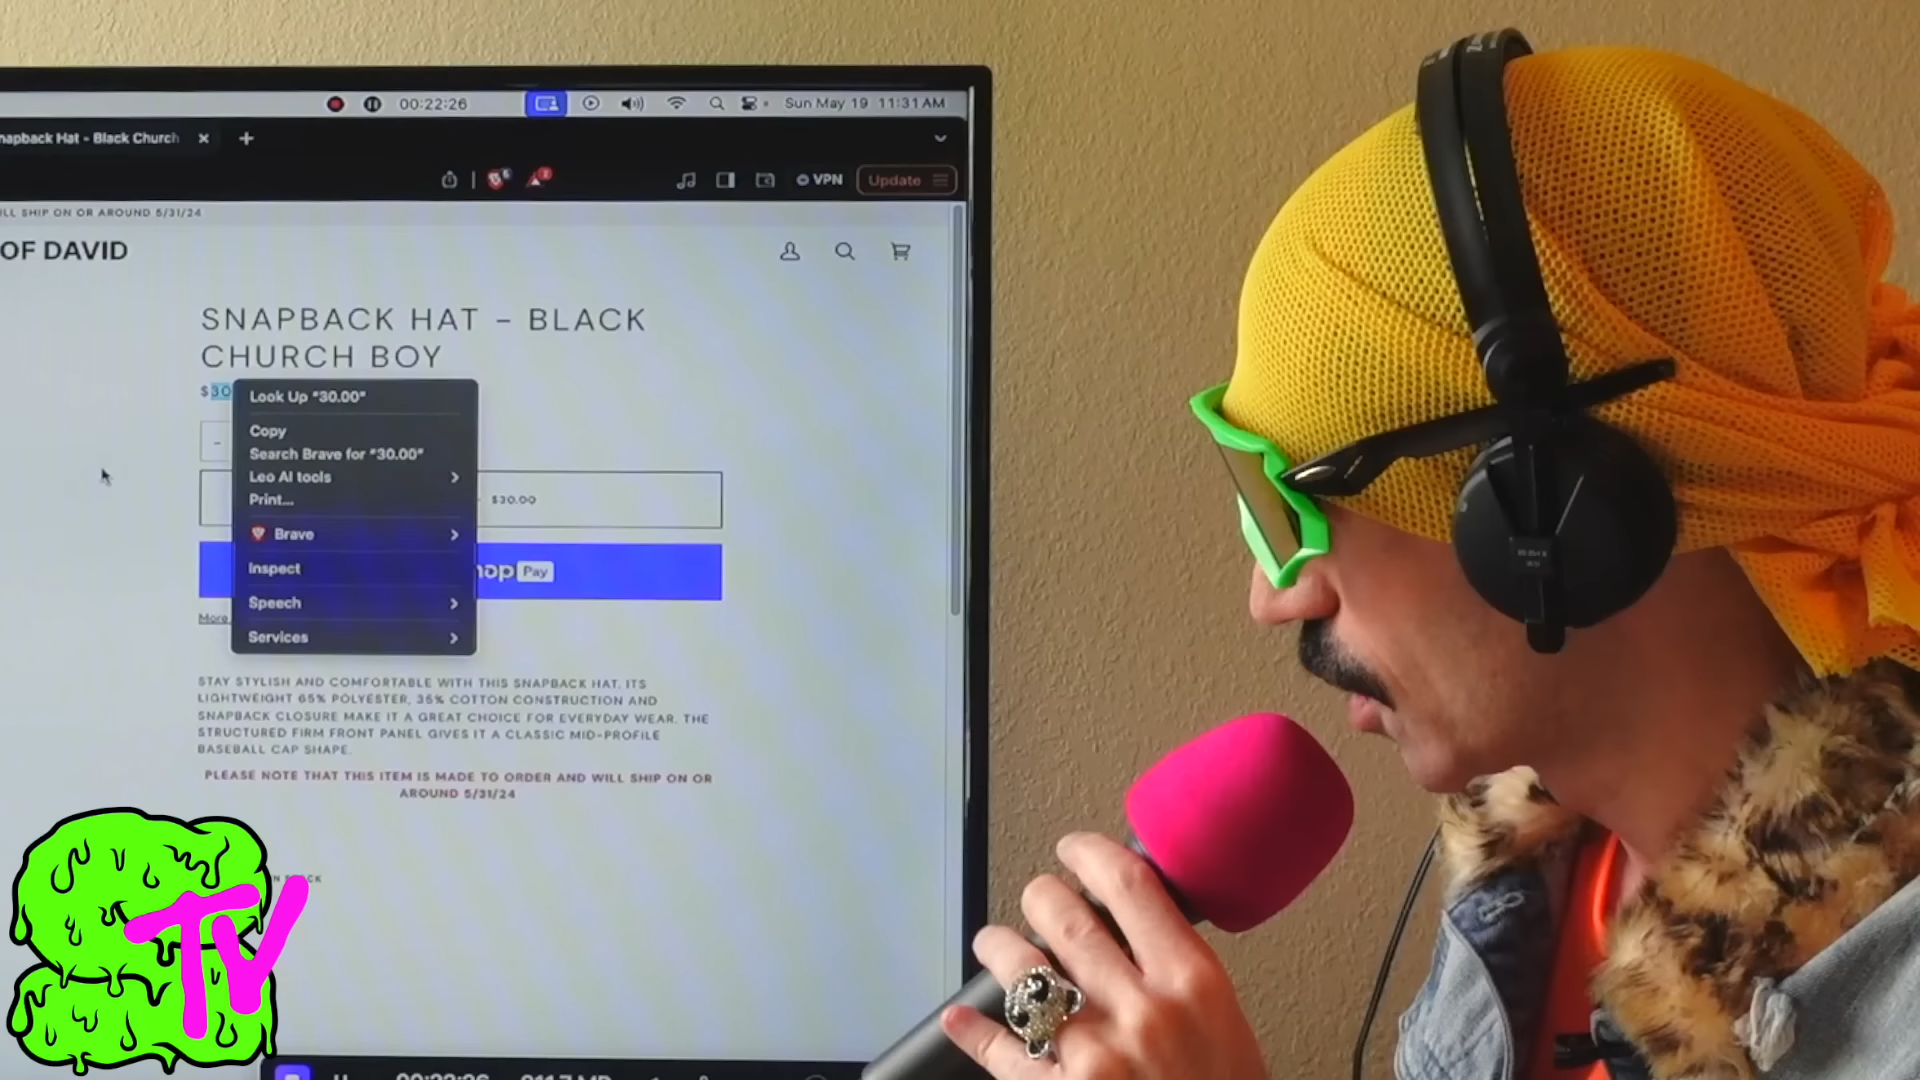 00:22:26
Sun May 19 11:31AM
napback Hat - Black Church
VPN
Update
ILL SHIP ON OR AROUND 5/31/24
OF DAVID
SNAPBACK HAT - BLACK
CHURCH BOY
$30
Look Up "30.00"
Copy
Search Brave for "30.00"
Leo AI tools
Print...
$30.00
Brave
Inspect
hop Pay
Speech
More
Services
STAY STYLISH AND COMFORTABLE WITH THIS SNAPBACK HAT. ITS
LIGHTWEIGHT 65% POLYESTER, 35% COTTON CONSTRUCTION AND
SNAPBACK CLOSURE MAKE IT A GREAT CHOICE FOR EVERYDAY WEAR. THE
STRUCTURED FIRM FRONT PANEL GIVES IT A CLASSIC MID-PROFILE
BASEBALL CAP SHAPE.
PLEASE NOTE THAT THIS ITEM IS MADE TO ORDER AND WILL SHIP ON OR
AROUND 5/31/24
TV